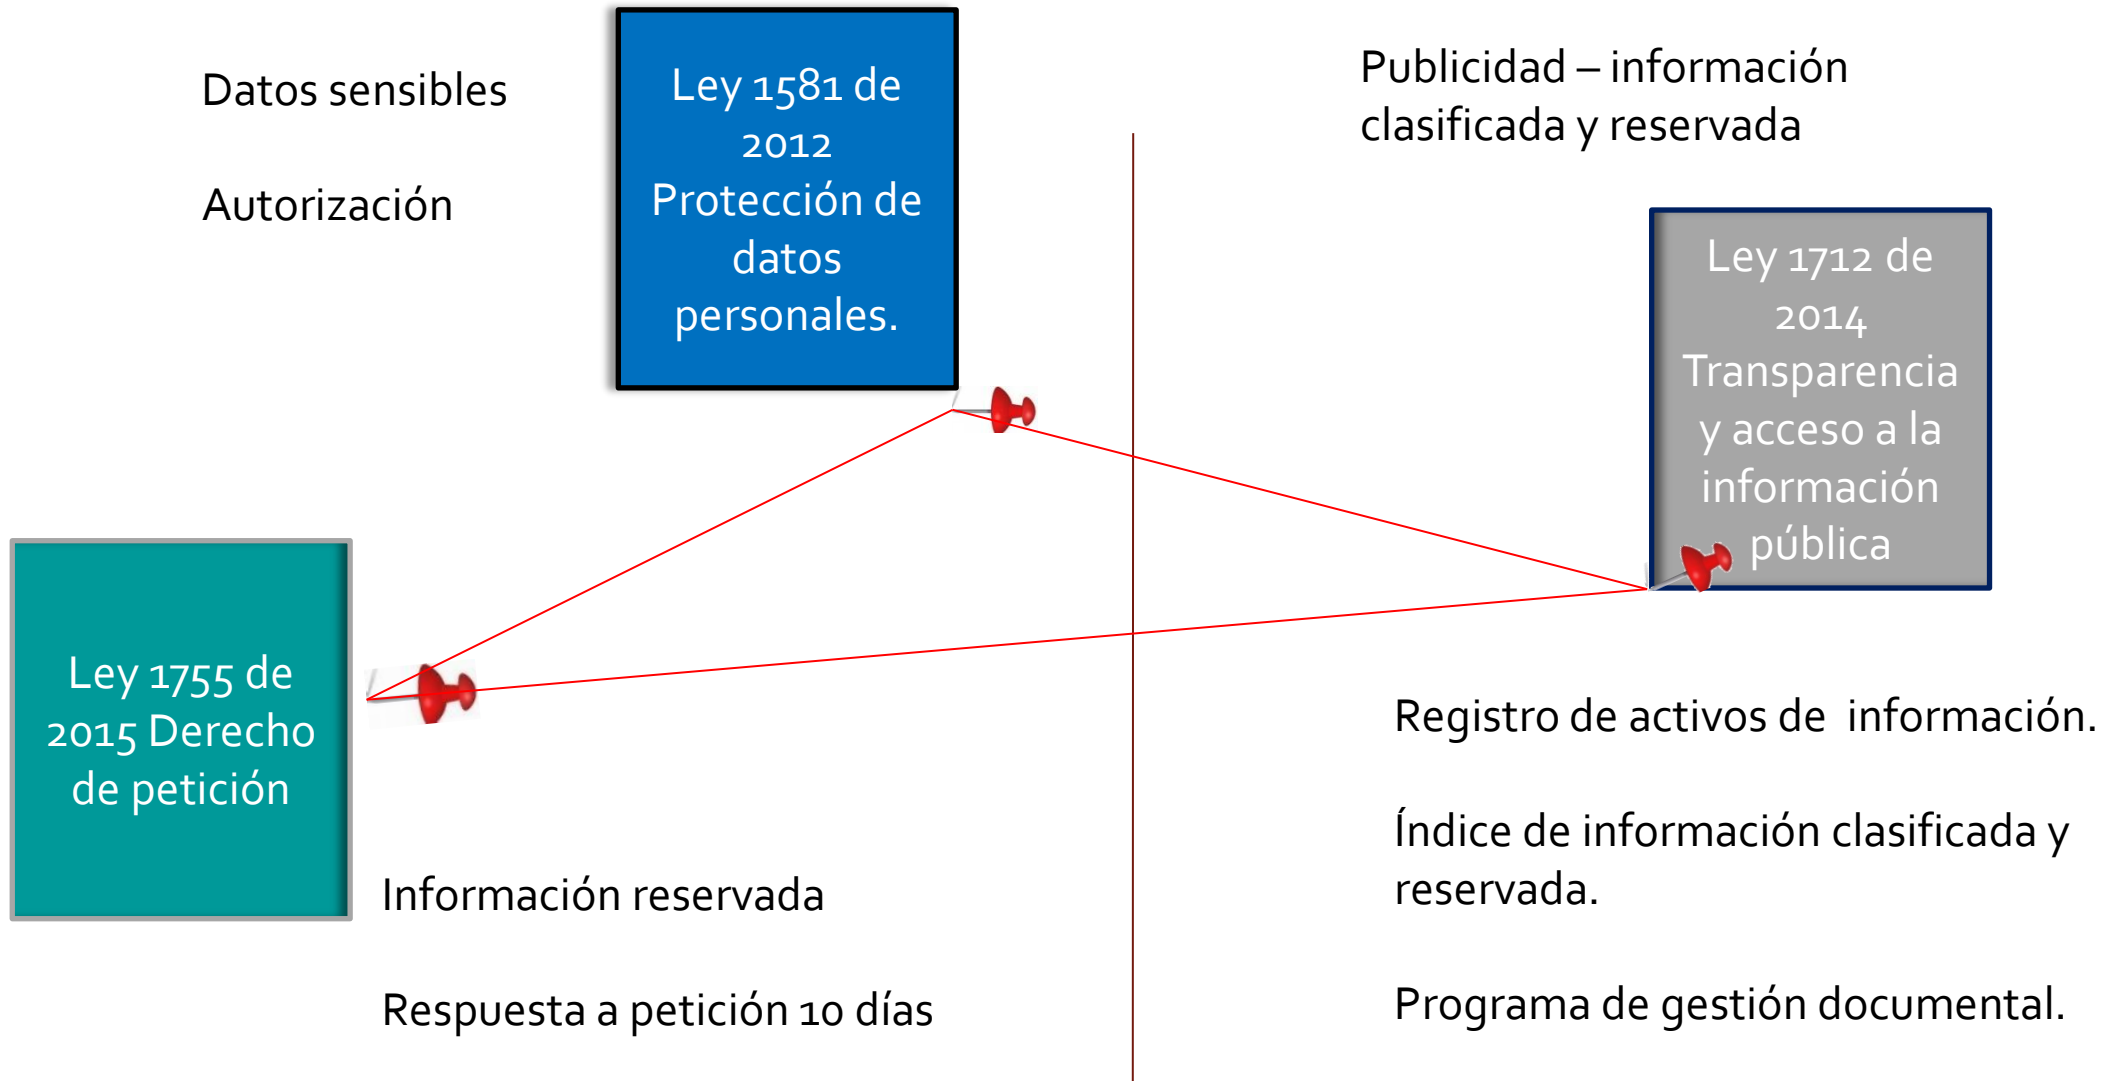 Datos sensibles
Autorización
Ley 1581 de
2012
Protección de
datos
personales.
Publicidad – información
clasificada y reservada
Ley 1712 de
2014
Transparencia
y acceso a la
información
pública
Ley 1755 de
2015 Derecho
de petición
Información reservada
Respuesta a petición 10 días
Registro de activos de  información.
Índice de información clasificada y
reservada.
Programa de gestión documental.